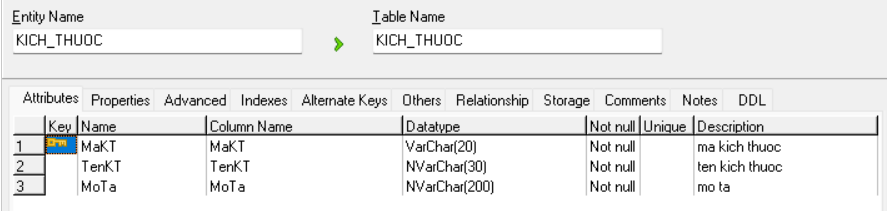 Entity Name Table Name
KICH_THUOC KICH_THUOC
Attributes Properties Advanced Indexes Alternate Keys Others Relationship Storage Comments Notes DDL
Key Name Column Name Datatype Not null Unique Description
1 MaKT MaKT VarChar(20) Not null ma kich thuoc
2 TenKT TenKT NVarChar(30) Not null ten kich thuoc
3 MoTa MoTa NVarChar(200) Not null mo ta